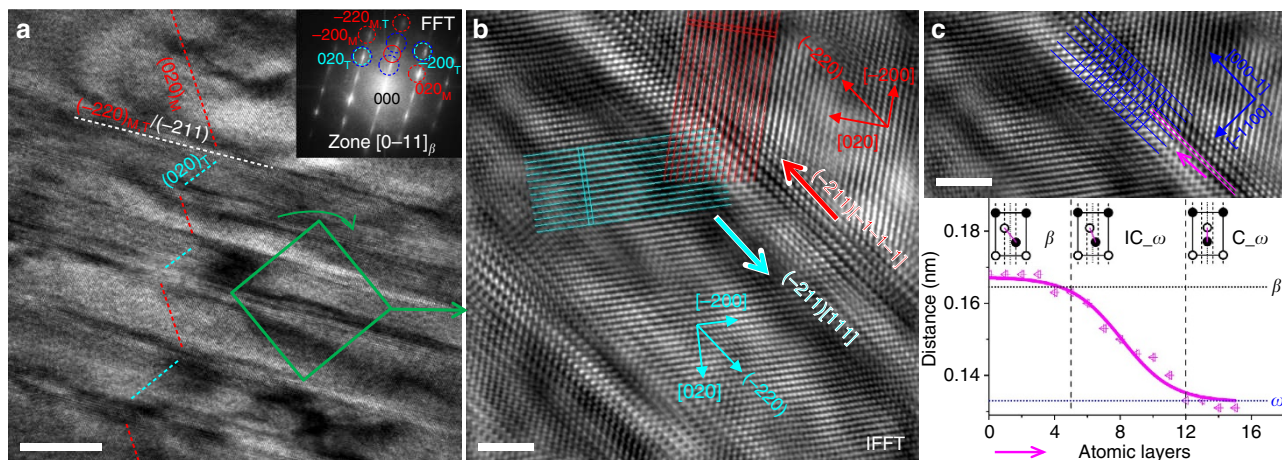 a
FFT
−220M,T
−200M
020T
−200T
020M
000
Zone [0−11]β
(020)M
(−220)M,T/(−211)
(020)T
b
(−220)
[−200]
[020]
(−211)[−1−1−1]
(−211)[111]
[−200]
[020]
(−220)
IFFT
c
[000−1]
[−1100]
β
IC_ω
C_ω
0.18
0.16
0.14
Distance (nm)
β
ω
0
4
8
12
16
Atomic layers